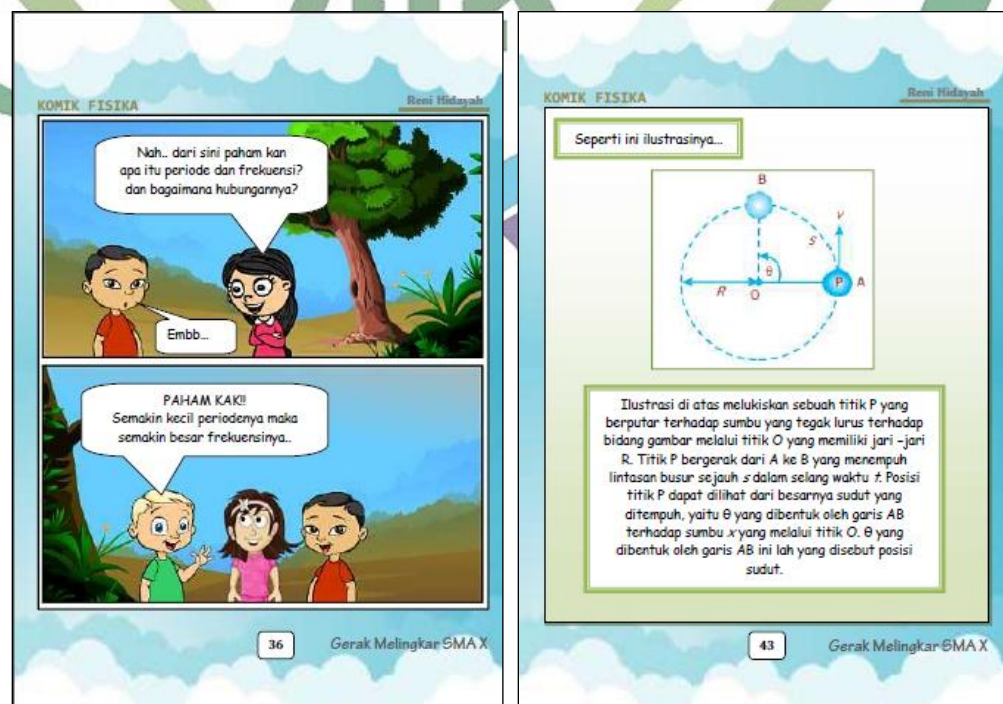 KOMIK FISIKA
Reni Hidayah
Nah.. dari sini paham kan
apa itu periode dan frekuensi?
dan bagaimana hubungannya?
Embb...
PAHAM KAK!!
Semakin kecil periodenya maka
semakin besar frekuensinya..
36
Gerak Melingkar SMA X
KOMIK FISIKA
Reni Hidayah
Seperti ini ilustrasinya...
B
v
s
θ
P A
R
O
Ilustrasi di atas melukiskan sebuah titik P yang
berputar terhadap sumbu yang tegak lurus terhadap
bidang gambar melalui titik O yang memiliki jari -jari
R. Titik P bergerak dari A ke B yang menempuh
lintasan busur sejauh s dalam selang waktu t. Posisi
titik P dapat dilihat dari besarnya sudut yang
ditempuh, yaitu θ yang dibentuk oleh garis AB
terhadap sumbu x yang melalui titik O. θ yang
dibentuk oleh garis AB ini lah yang disebut posisi
sudut.
43
Gerak Melingkar SMA X